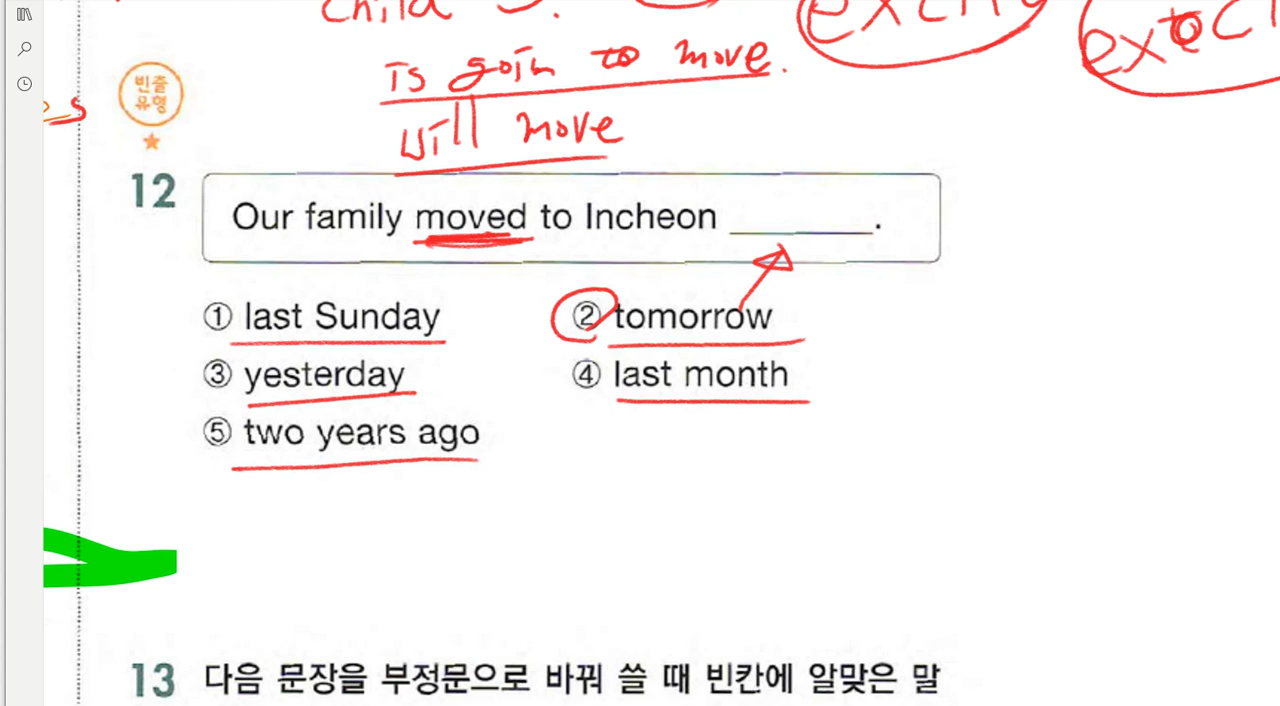 child
is goin to move.
will move
빈출
유형
12
Our family moved to Incheon ________.
① last Sunday ② tomorrow
③ yesterday ④ last month
⑤ two years ago
13 다음 문장을 부정문으로 바꿔 쓸 때 빈칸에 알맞은 말